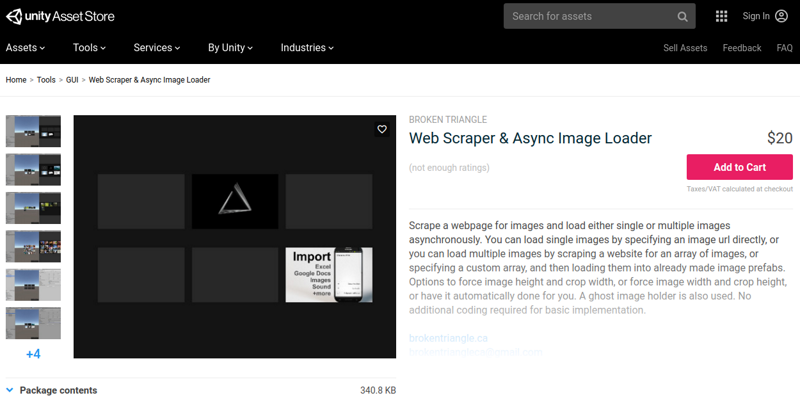 unity Asset Store
Search for assets
Sign In
Assets
Tools
Services
By Unity
Industries
Sell Assets
Feedback
FAQ
Home > Tools > GUI > Web Scraper & Async Image Loader
BROKEN TRIANGLE
Web Scraper & Async Image Loader
$20
(not enough ratings)
Add to Cart
Taxes/VAT calculated at checkout
Import
Excel
Google Docs
Images
Sound
+more
Scrape a webpage for images and load either single or multiple images
asynchronously. You can load single images by specifying an image url directly, or
you can load multiple images by scraping a website for an array of images, or
specifying a custom array, and then loading them into already made image prefabs.
Options to force image height and crop width, or force image width and crop height,
or have it automatically done for you. A ghost image holder is also used. No
additional coding required for basic implementation.
brokentriangle.ca
+4
Package contents
340.8 KB